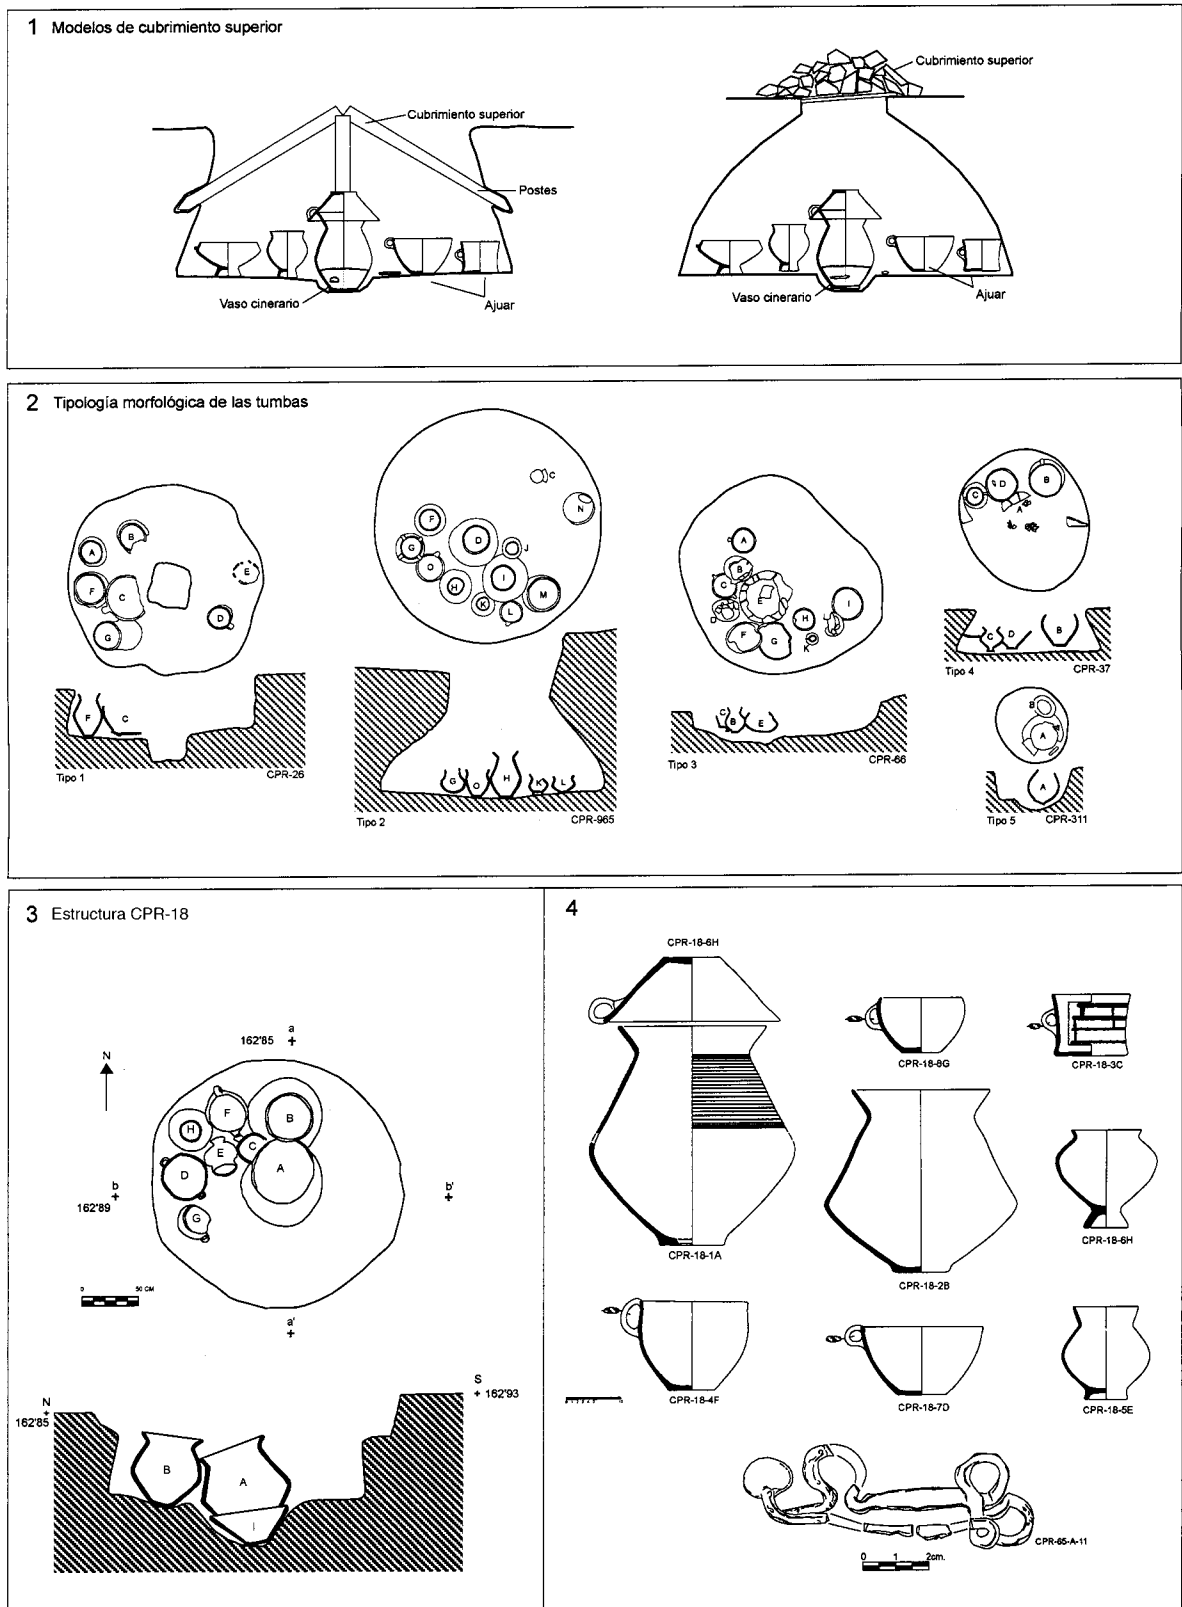 1 Modelos de cubrimiento superior
Cubrimiento superior
Postes
Vaso cinerario
Ajuar
Cubrimiento superior
Vaso cinerario
Ajuar
2 Tipología morfológica de las tumbas
A
B
F
C
E
D
G
F
C
Tipo 1
CPR-26
C
N
F
D
G
J
O
I
H
M
K
L
G
O
H
K
L
Tipo 2
CPR-965
A
B
C
E
D
I
H
F
G
K
C
B
E
Tipo 3
CPR-66
D
B
C
A
C
D
B
Tipo 4
CPR-37
B
A
A
Tipo 5
CPR-311
3 Estructura CPR-18
a
162'85
N
F
B
H
C
E
A
D
b
b'
162'89
G
0 50 CM
a'
S
162'93
N
162'85
B
A
I
4
CPR-18-6H
CPR-18-8G
CPR-18-3C
CPR-18-1A
CPR-18-2B
CPR-18-6H
CPR-18-4F
CPR-18-7D
CPR-18-5E
CPR-65-A-11
0 1 2cm.